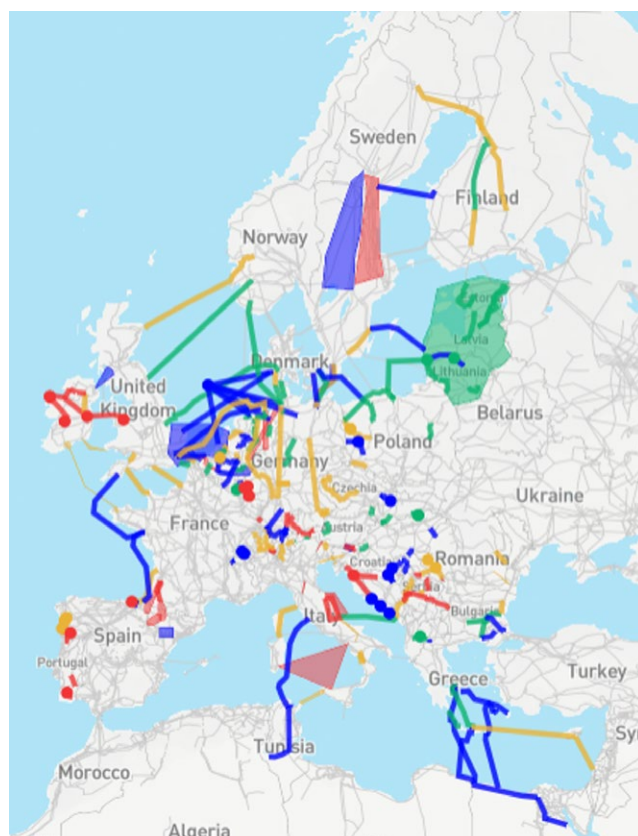 Sweden
Finland
Norway
Estonia
Latvia
Denmark
Lithuania
United
Kingdom
Belarus
Poland
Germany
Czechia
Ukraine
France
Austria
Croatia
Romania
Serbia
Italy
Bulgaria
Spain
Portugal
Greece
Turkey
Tunisia
Sy
Morocco
Algeria